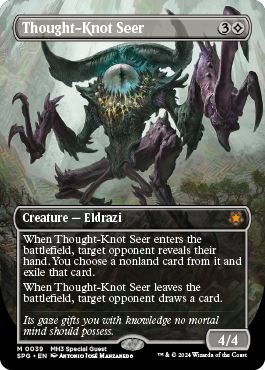 Thought-Knot Seer 3
Creature — Eldrazi
When Thought-Knot Seer enters the
battlefield, target opponent reveals their
hand. You choose a nonland card from it and
exile that card.
When Thought-Knot Seer leaves the
battlefield, target opponent draws a card.
Its gaze gifts you with knowledge no mortal
mind should possess.
4/4
M 0039 MH3 Special Guest
SPG • EN Antonio José Manzanedo
™ & © 2024 Wizards of the Coast